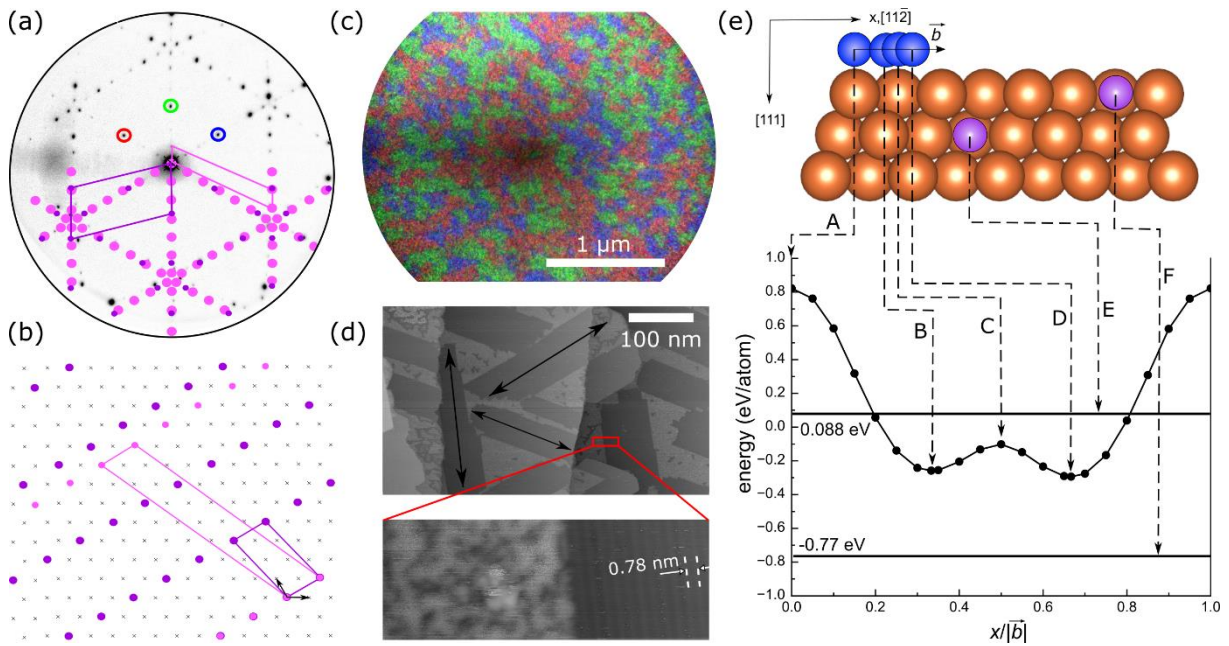 (a)
(c)
1 μm
(e)
x,[112̅]
b⃗
[111]
(b)
(d)
100 nm
0.78 nm
A
B
C
D
E
F
1.0
0.8
0.6
0.4
0.2
0.0
-0.2
-0.4
-0.6
-0.8
-1.0
energy (eV/atom)
0.088 eV
-0.77 eV
0.0
0.2
0.4
0.6
0.8
1.0
x/|b⃗|